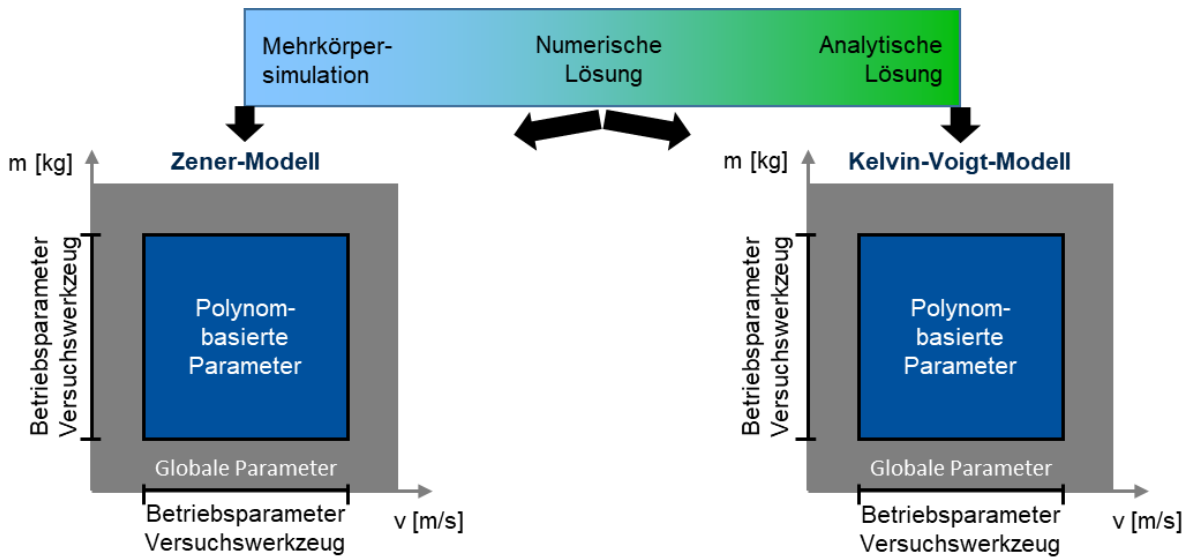 Mehrkörper-
simulation
Numerische
Lösung
Analytische
Lösung
m [kg]
Zener-Modell
Betriebsparameter
Versuchswerkzeug
Polynom-
basierte
Parameter
Globale Parameter
Betriebsparameter
Versuchswerkzeug
v [m/s]
m [kg]
Kelvin-Voigt-Modell
Betriebsparameter
Versuchswerkzeug
Polynom-
basierte
Parameter
Globale Parameter
Betriebsparameter
Versuchswerkzeug
v [m/s]